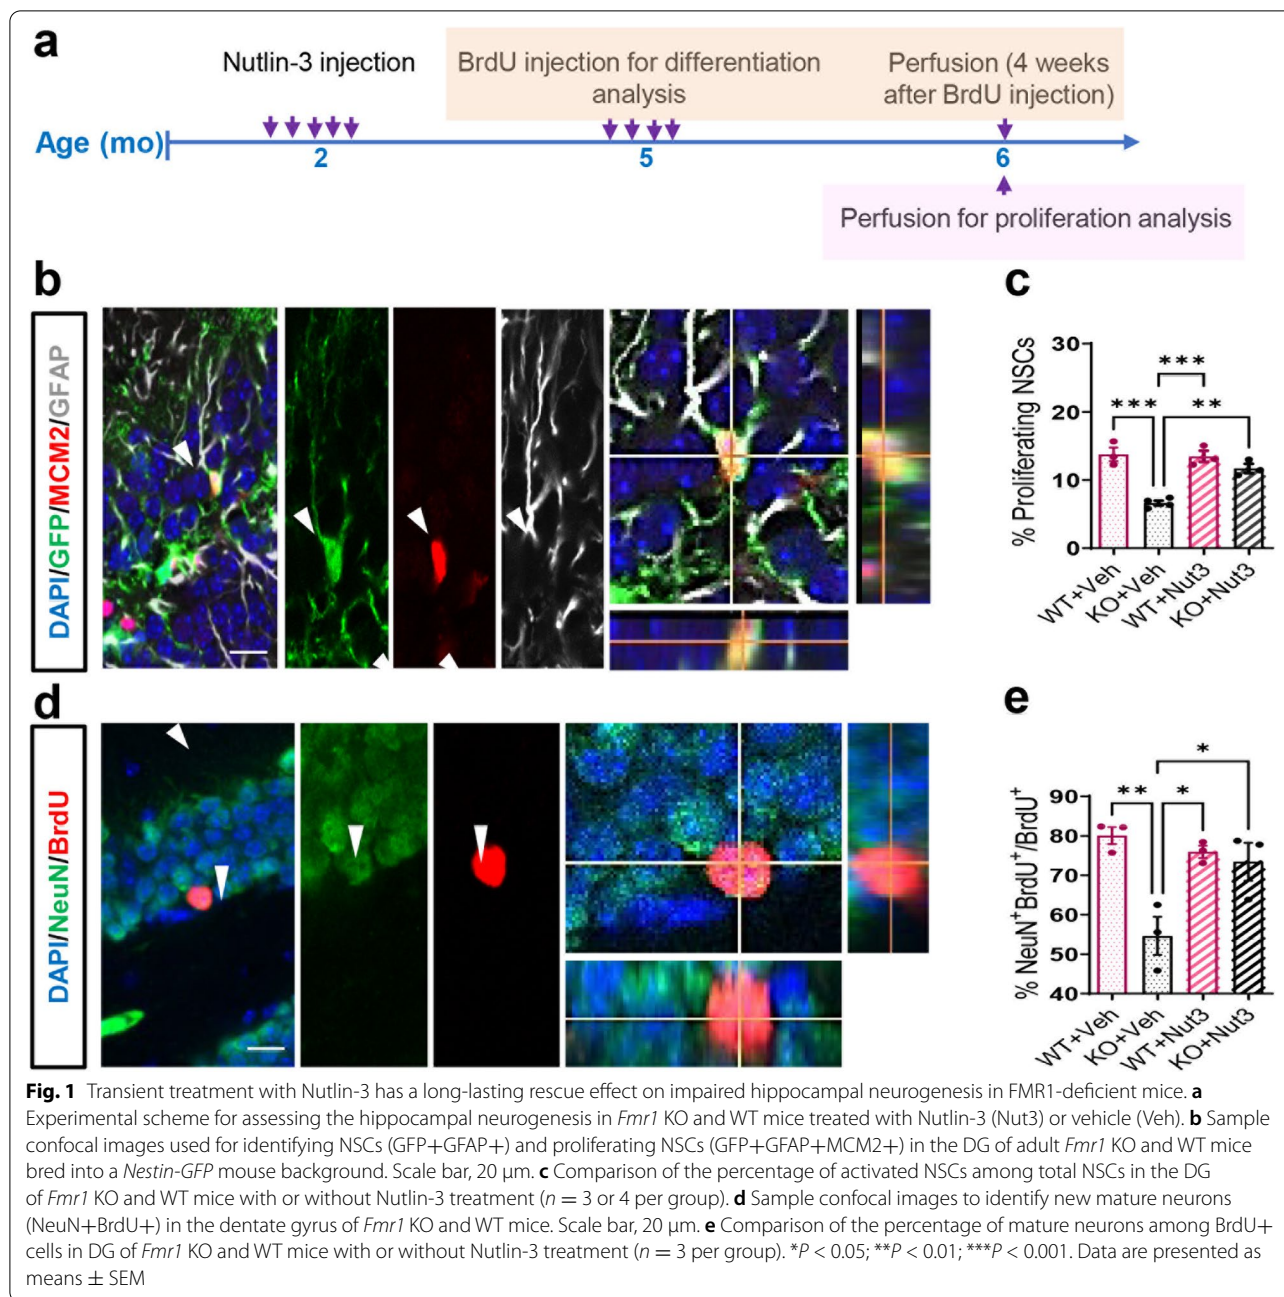 a
Nutlin-3 injection
BrdU injection for differentiation
analysis
Perfusion (4 weeks
after BrdU injection)
Age (mo)
2
5
6
Perfusion for proliferation analysis
b
DAPI/GFP/MCM2/GFAP
c
% Proliferating NSCs
30
20
10
0
***
***
**
WT+Veh
KO+Veh
WT+Nut3
KO+Nut3
d
DAPI/NeuN/BrdU
e
% NeuN⁺BrdU⁺/BrdU⁺
90
80
70
60
50
40
**
*
*
WT+Veh
KO+Veh
WT+Nut3
KO+Nut3
Fig. 1 Transient treatment with Nutlin-3 has a long-lasting rescue effect on impaired hippocampal neurogenesis in FMR1-deficient mice. a
Experimental scheme for assessing the hippocampal neurogenesis in Fmr1 KO and WT mice treated with Nutlin-3 (Nut3) or vehicle (Veh). b Sample
confocal images used for identifying NSCs (GFP+GFAP+) and proliferating NSCs (GFP+GFAP+MCM2+) in the DG of adult Fmr1 KO and WT mice
bred into a Nestin-GFP mouse background. Scale bar, 20 μm. c Comparison of the percentage of activated NSCs among total NSCs in the DG
of Fmr1 KO and WT mice with or without Nutlin-3 treatment (n = 3 or 4 per group). d Sample confocal images to identify new mature neurons
(NeuN+BrdU+) in the dentate gyrus of Fmr1 KO and WT mice. Scale bar, 20 μm. e Comparison of the percentage of mature neurons among BrdU+
cells in DG of Fmr1 KO and WT mice with or without Nutlin-3 treatment (n = 3 per group). *P < 0.05; **P < 0.01; ***P < 0.001. Data are presented as
means ± SEM